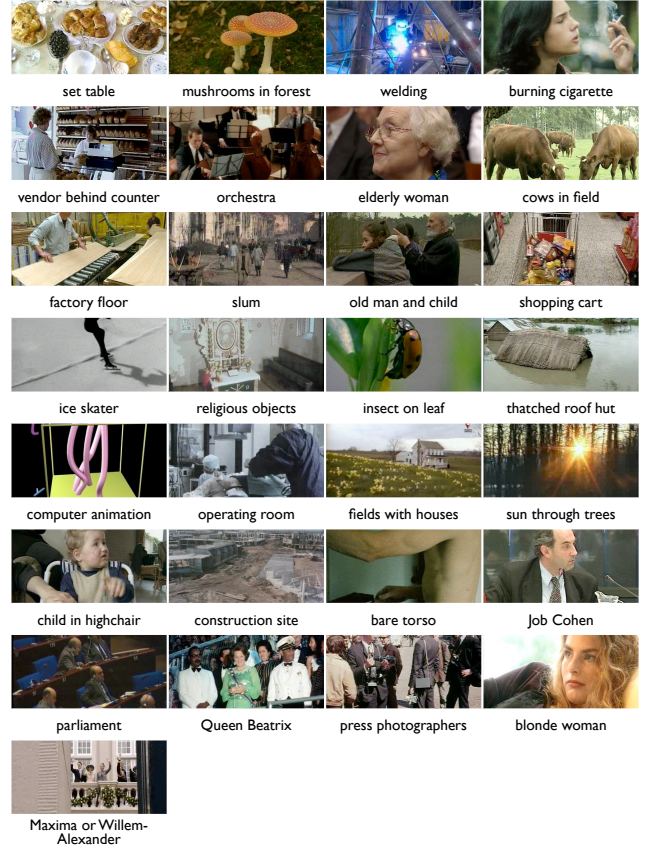 set table
mushrooms in forest
welding
burning cigarette
vendor behind counter
orchestra
elderly woman
cows in field
factory floor
slum
old man and child
shopping cart
ice skater
religious objects
insect on leaf
thatched roof hut
computer animation
operating room
fields with houses
sun through trees
child in highchair
construction site
bare torso
Job Cohen
parliament
Queen Beatrix
press photographers
blonde woman
Maxima or Willem-
Alexander